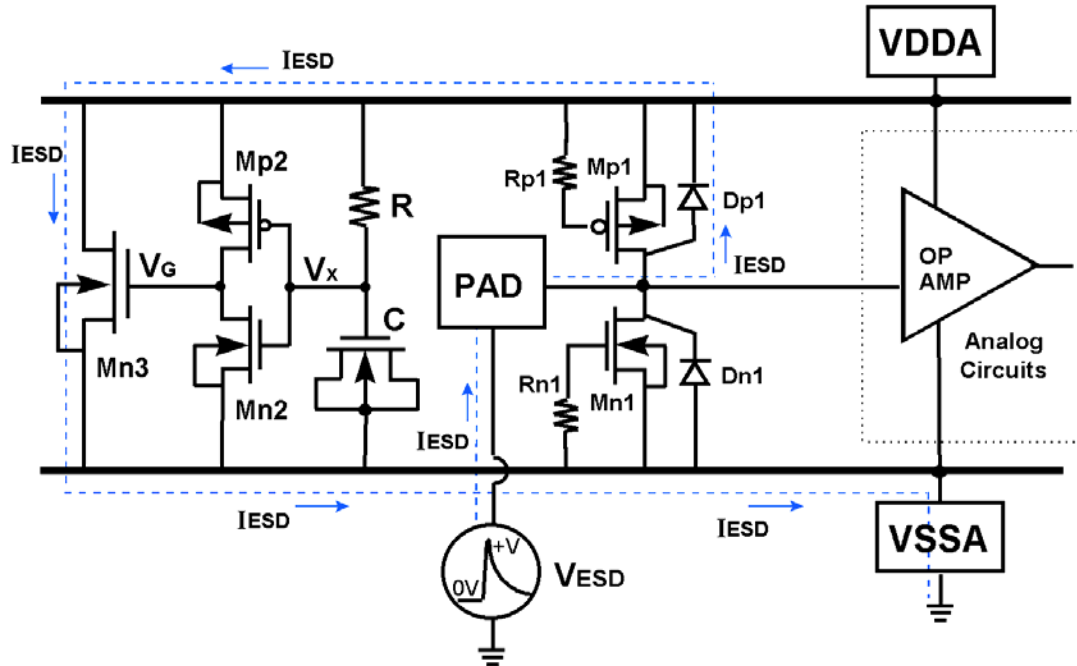 IESD
VDDA
IESD
Mp2
R
Rp1
Mp1
Dp1
VG
VX
PAD
IESD
OP
AMP
C
Analog
Circuits
Mn3
Mn2
Rn1
Mn1
Dn1
IESD
IESD
IESD
VSSA
+V
0V
VESD